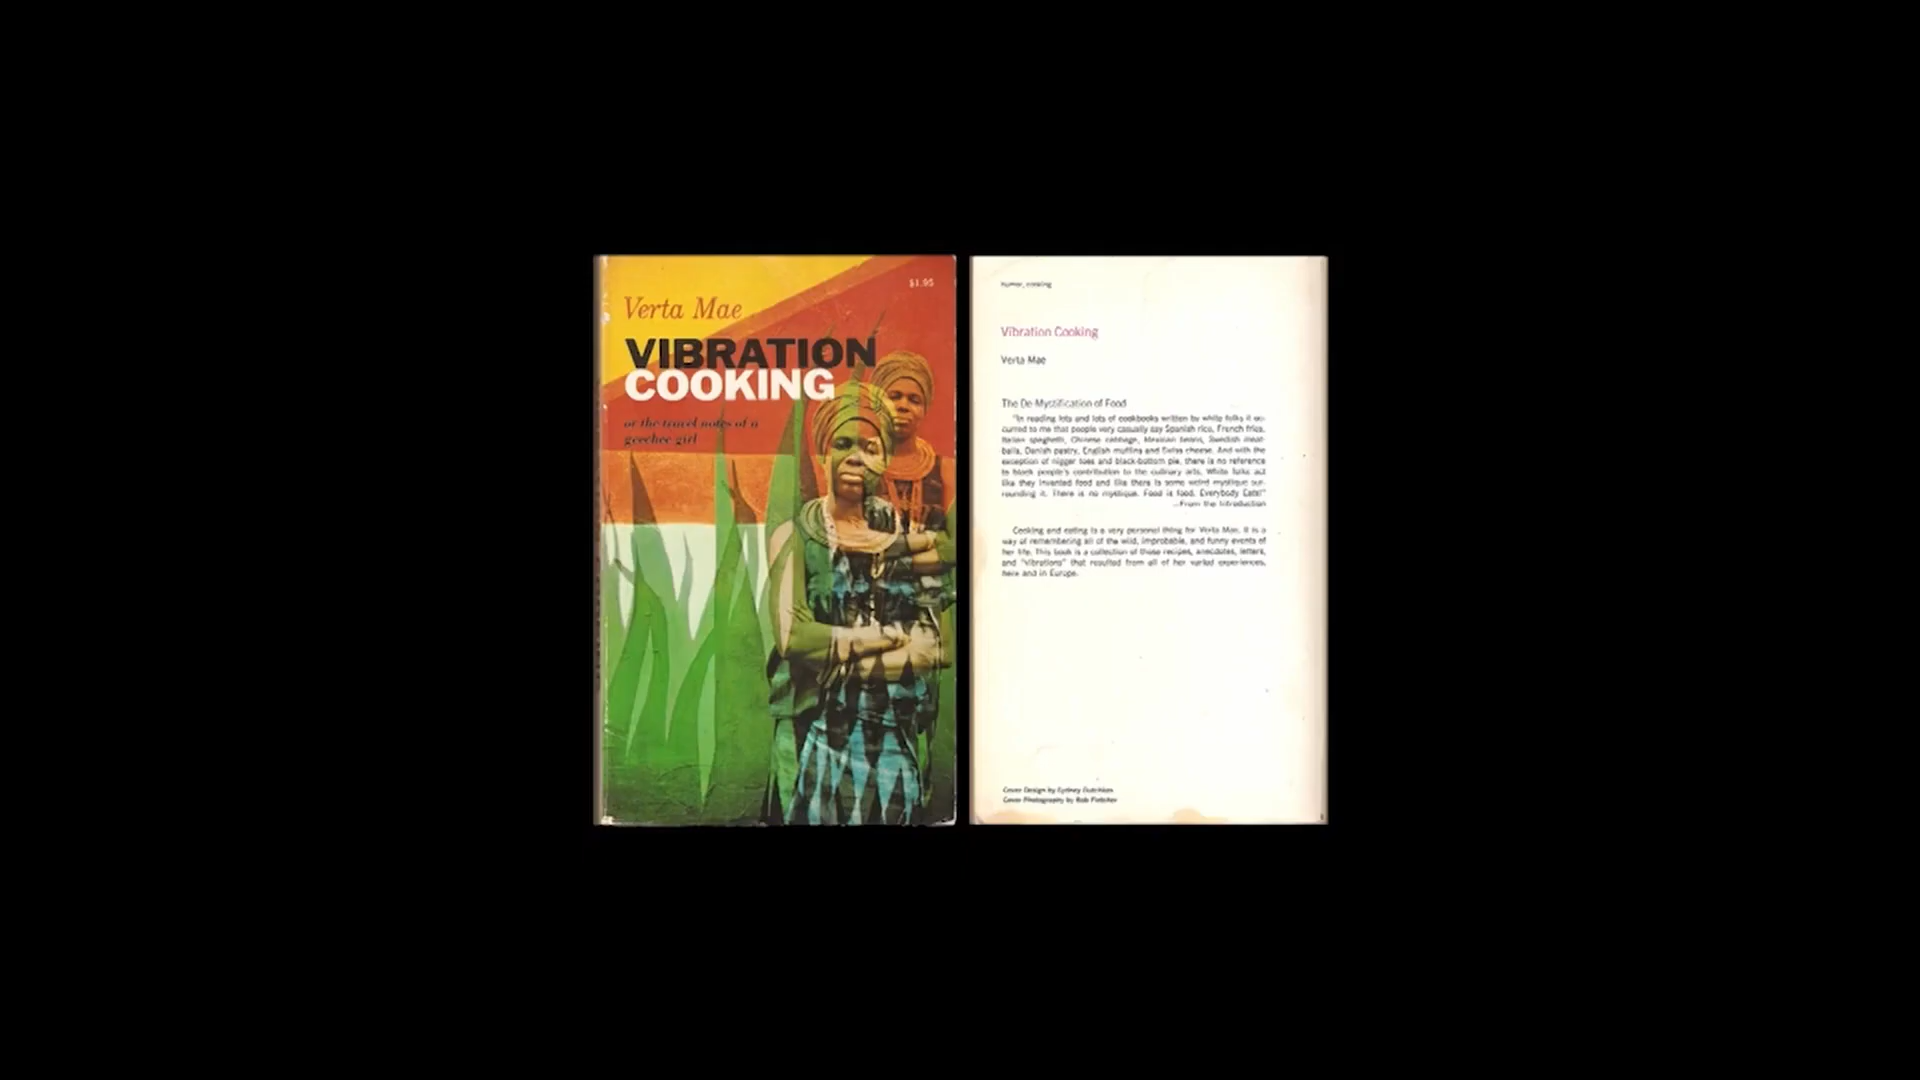 $1.95
Verta Mae
VIBRATION
COOKING
or the travel notes of a
geechee girl
humor, cooking
Vibration Cooking
Verta Mae
The De-Mystification of Food
"In reading lots and lots of cookbooks written by white folks it oc-
curred to me that people very casually say Spanish rice, French fries,
Italian spaghetti, Chinese cabbage, Mexican beans, Swedish meat-
balls, Danish pastry, English muffins and Swiss cheese. And with the
exception of nigger toes and black-bottom pie, there is no reference
to black people's contribution to the culinary arts. White folks act
like they invented food and like there is some weird mystique sur-
rounding it. There is no mystique. Food is food. Everybody Eats!"
—From the Introduction
Cooking and eating is a very personal thing for Verta Mae. It is a
way of remembering all of the wild, improbable, and funny events of
her life. This book is a collection of those recipes, anecdotes, letters,
and "vibrations" that resulted from all of her varied experiences,
here and in Europe.
Cover Design by Sydney Butchkes
Cover Photography by Bob Fletcher